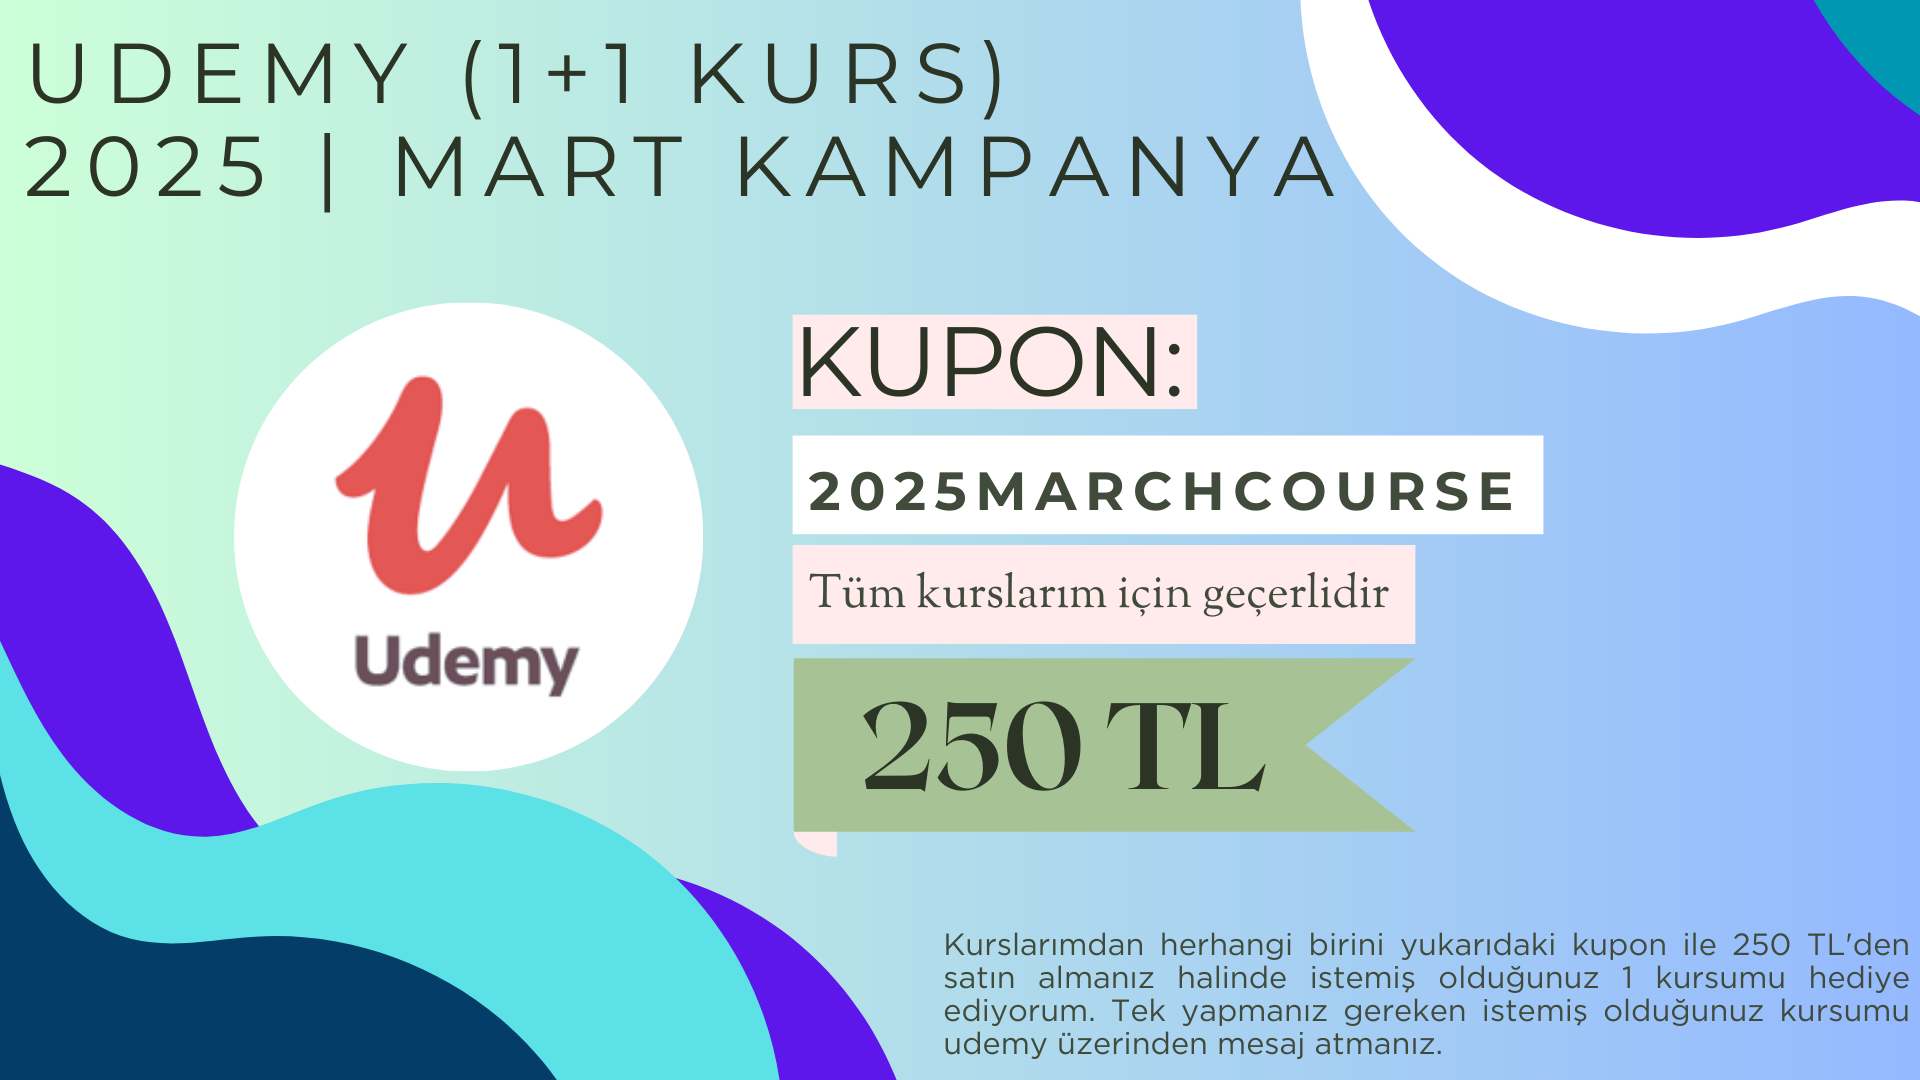 UDEMY (1+1 KURS)
2025 | MART KAMPANYA
Udemy
KUPON:
2025MARCHCOURSE
Tüm kurslarım için geçerlidir
250 TL
Kurslarımdan herhangi birini yukarıdaki kupon ile 250 TL'den
satın almanız halinde istemiş olduğunuz 1 kursumu hediye
ediyorum. Tek yapmanız gereken istemiş olduğunuz kursumu
udemy üzerinden mesaj atmanız.